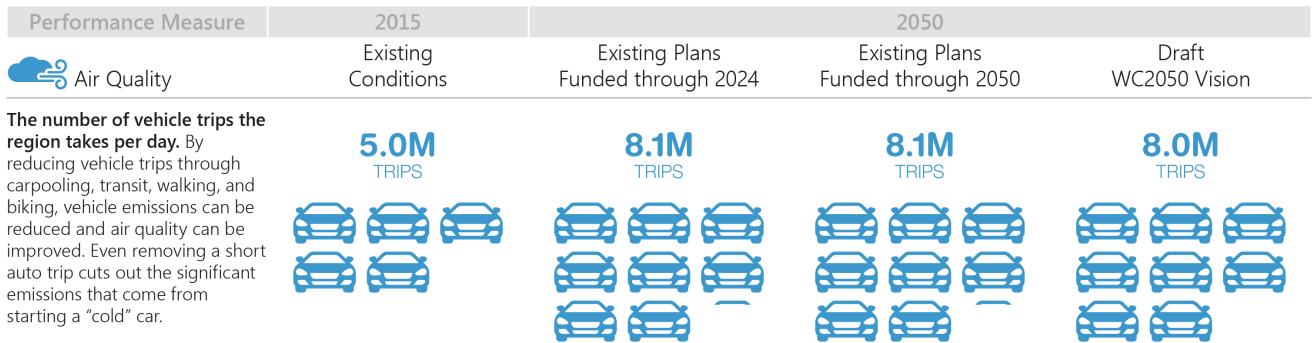 Performance Measure 2015 2050
Air Quality
Existing
Conditions
Existing Plans
Funded through 2024
Existing Plans
Funded through 2050
Draft
WC2050 Vision
The number of vehicle trips the
region takes per day. By
reducing vehicle trips through
carpooling, transit, walking, and
biking, vehicle emissions can be
reduced and air quality can be
improved. Even removing a short
auto trip cuts out the significant
emissions that come from
starting a “cold” car.
5.0M
TRIPS
8.1M
TRIPS
8.1M
TRIPS
8.0M
TRIPS